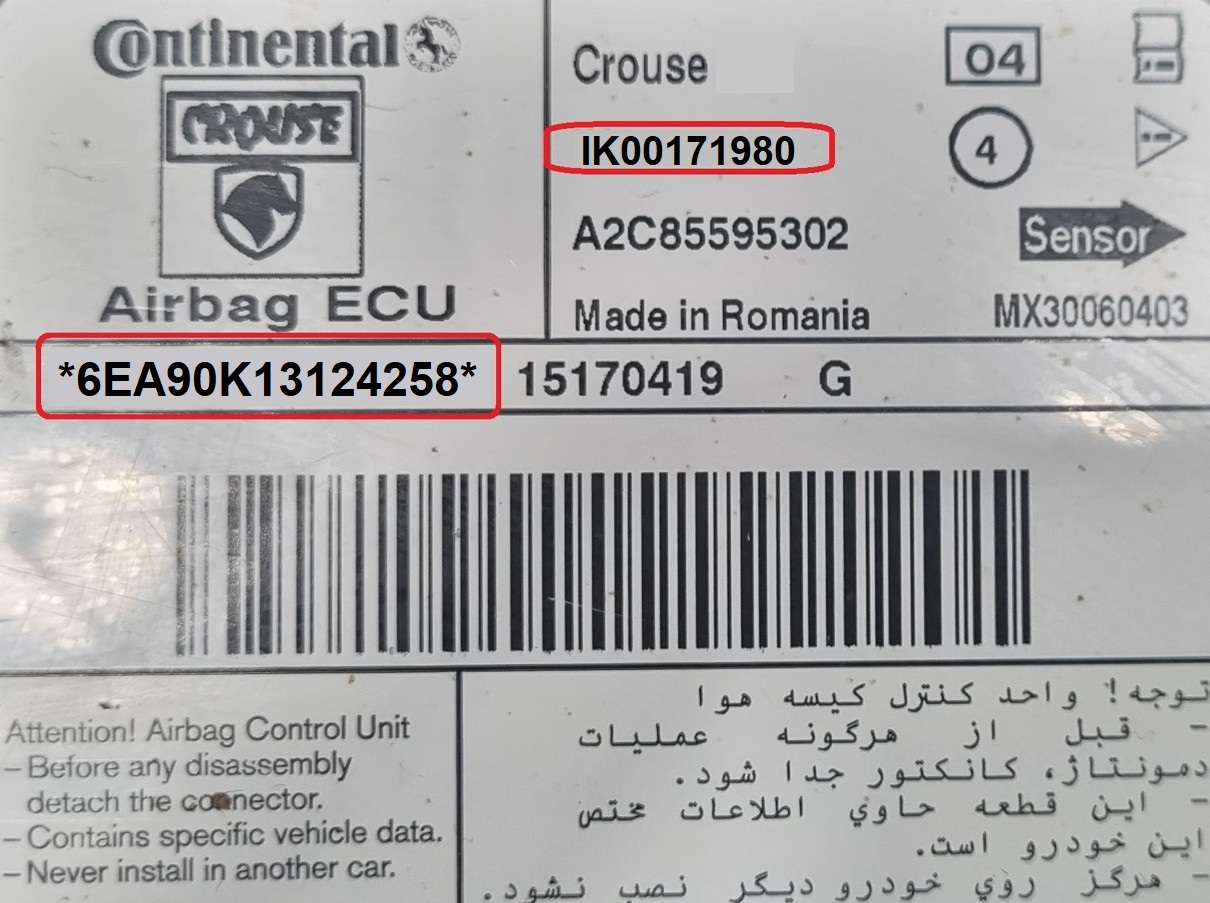 Continental
CROUSE
Airbag ECU
Crouse
IK00171980
A2C85595302
Made in Romania
04
4
Sensor
MX30060403
*6EA90K13124258* 15170419 G
Attention! Airbag Control Unit
– Before any disassembly
detach the connector.
– Contains specific vehicle data.
– Never install in another car.
توجه! واحد کنترل کیسه هوا
- قبل از هرگونه عملیات
دمونتاژ، کانکتور جدا شود.
- این قطعه حاوي اطلاعات مختص
این خودرو است.
- هرگز روي خودرو دیگر نصب نشود.